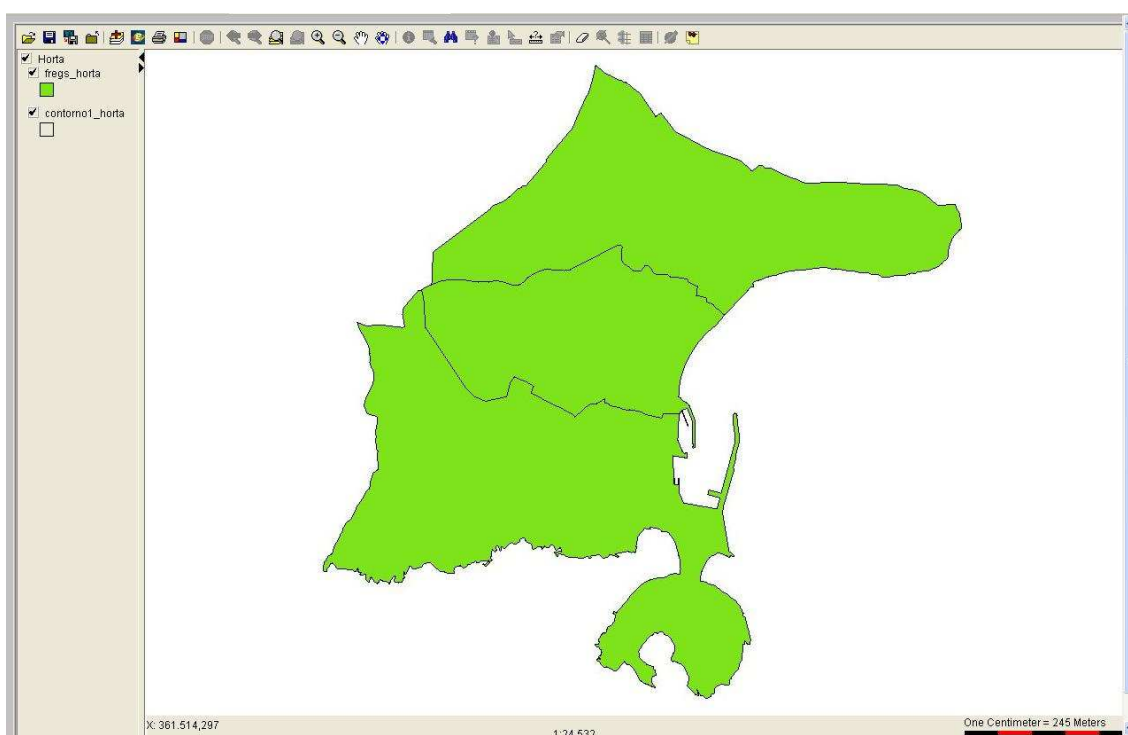 Horta
fregs_horta
contorno1_horta
X: 361.514,297
1:24.532
One Centimeter = 245 Meters